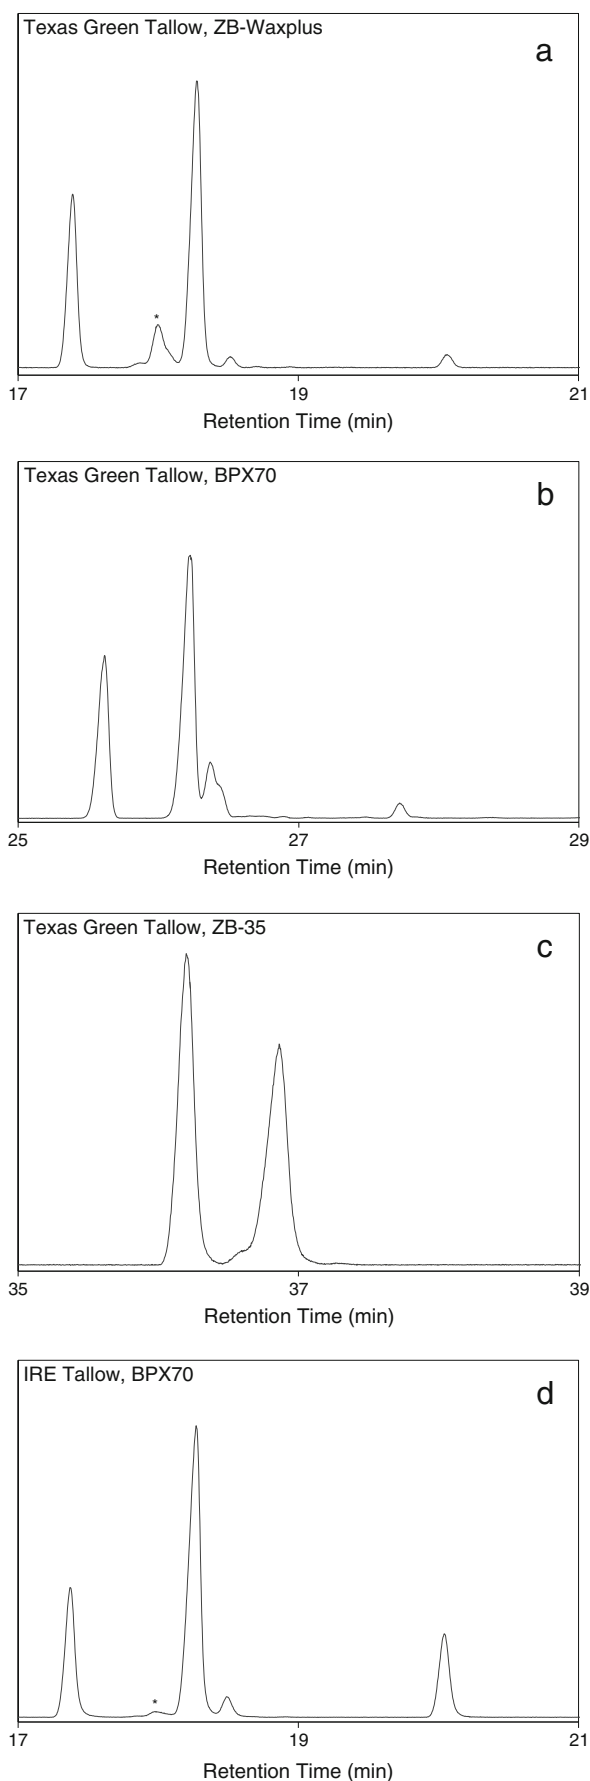 Texas Green Tallow, ZB-Waxplus
a
*
17 19 21
Retention Time (min)
Texas Green Tallow, BPX70
b
25 27 29
Retention Time (min)
Texas Green Tallow, ZB-35
c
35 37 39
Retention Time (min)
IRE Tallow, BPX70
d
*
17 19 21
Retention Time (min)